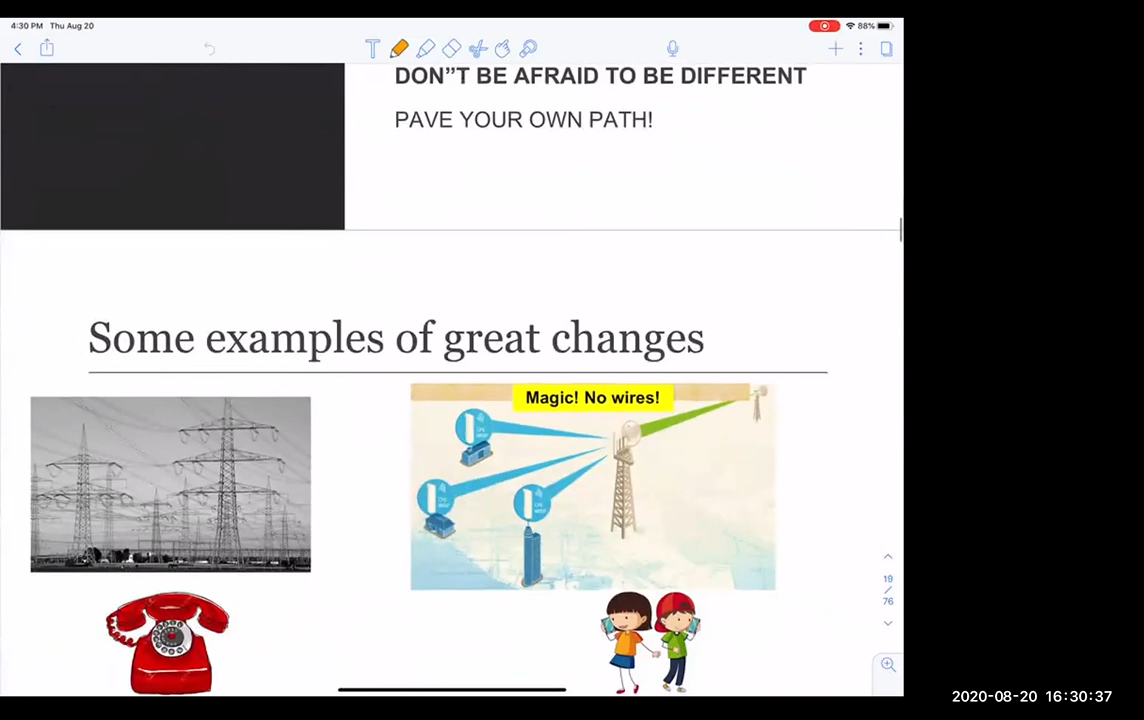 4:30 PM Thu Aug 20
88%
DON"T BE AFRAID TO BE DIFFERENT
PAVE YOUR OWN PATH!
Some examples of great changes
Magic! No wires!
19
/
76
2020-08-20 16:30:37